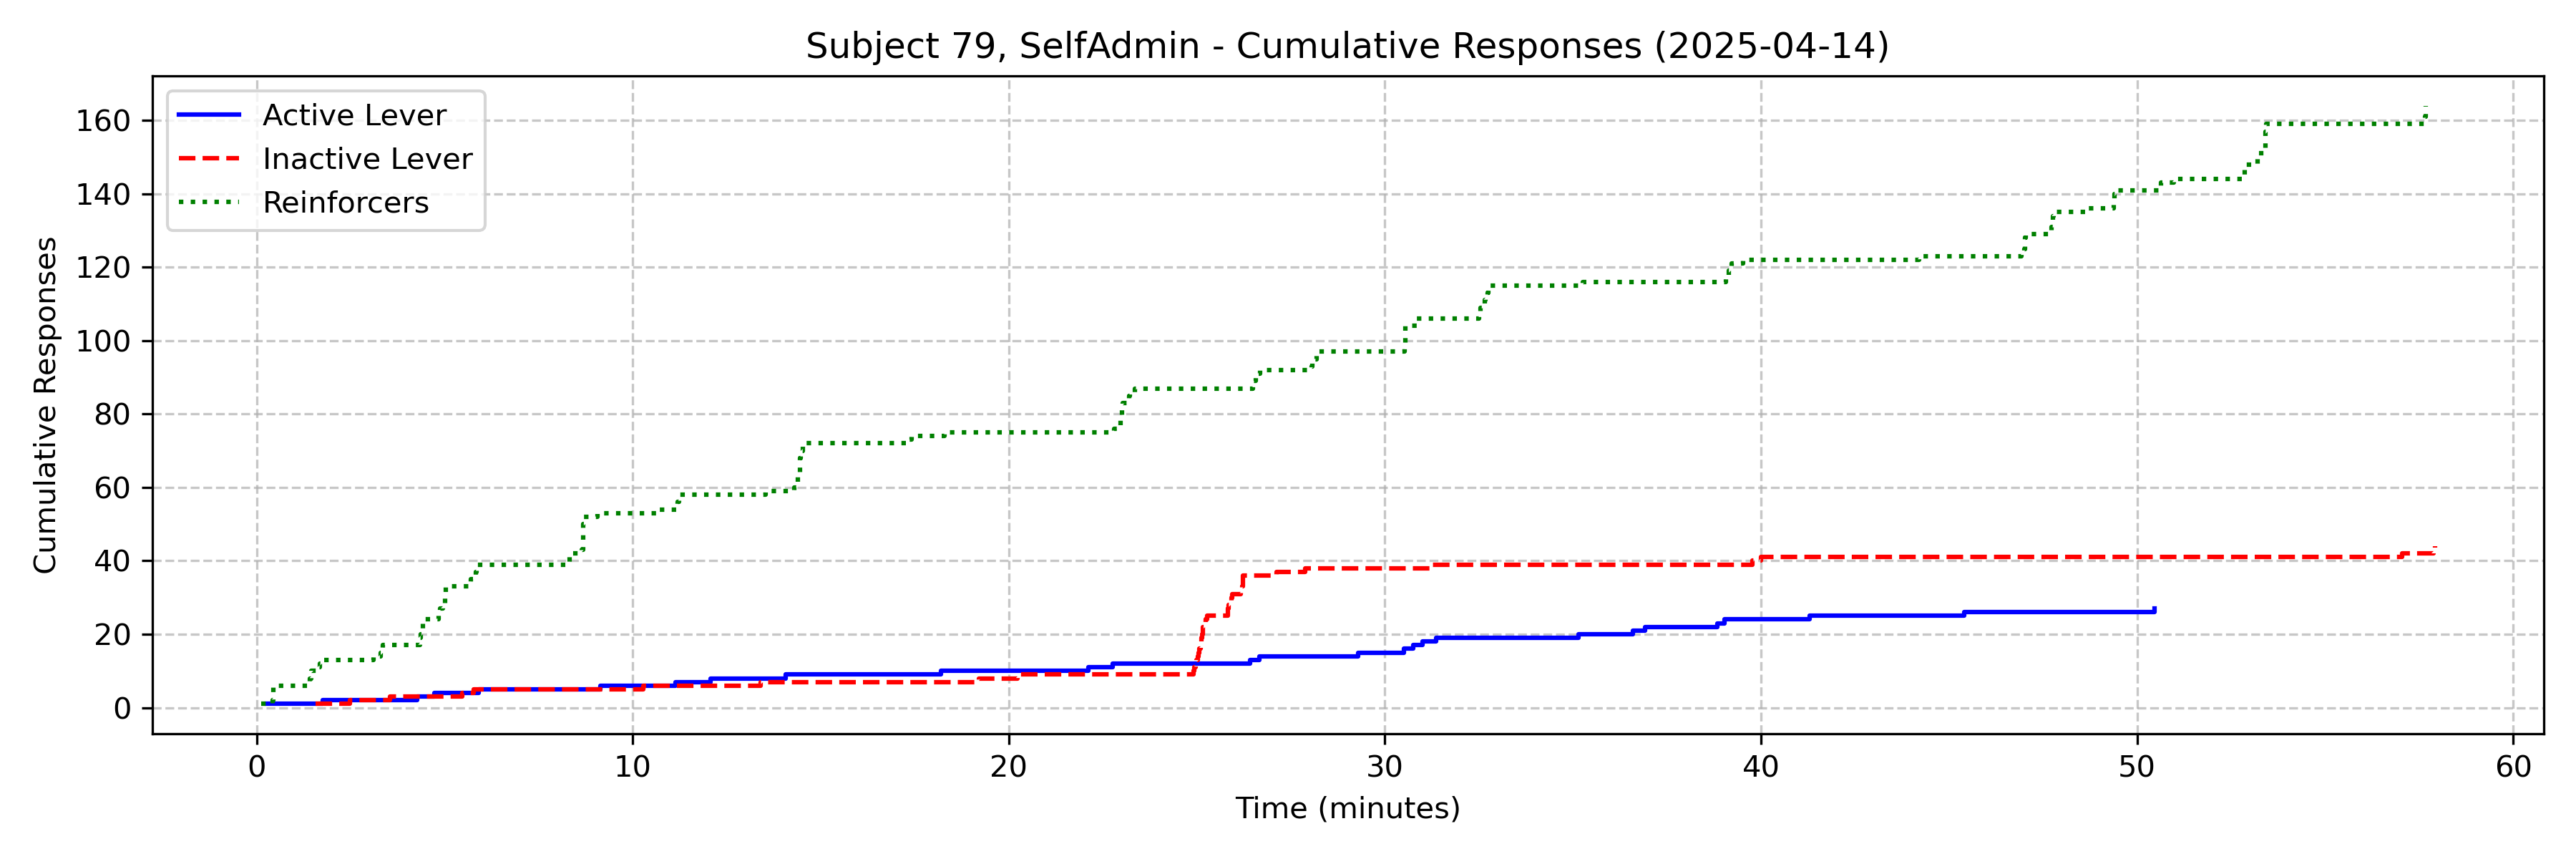 Subject 79, SelfAdmin - Cumulative Responses (2025-04-14)
Active Lever
Inactive Lever
Reinforcers
Cumulative Responses
160
140
120
100
80
60
40
20
0
0 10 20 30 40 50 60
Time (minutes)